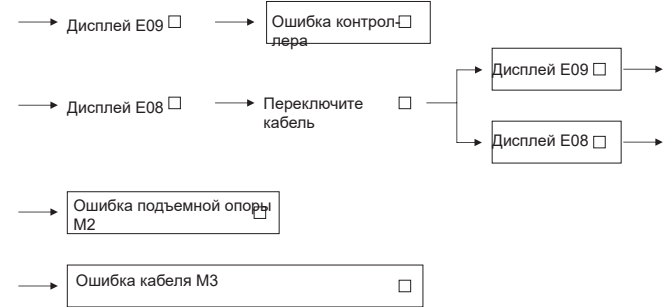 Дисплей E09
Ошибка контрол-
лера
Дисплей E08
Переключите
кабель
Дисплей E09
Дисплей E08
Ошибка подъемной опоры
M2
Ошибка кабеля M3